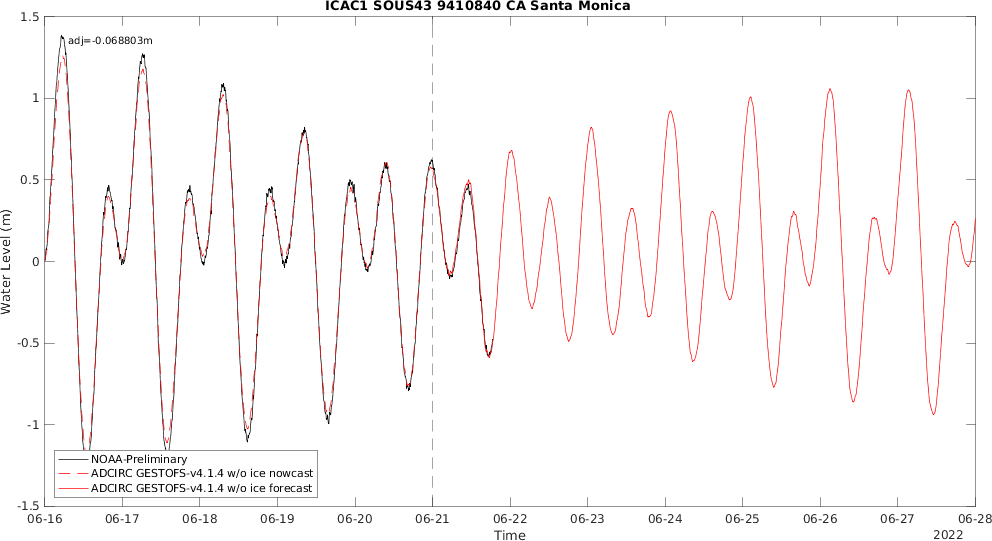 ICAC1 SOUS43 9410840 CA Santa Monica
adj=-0.068803m
1.5
1
0.5
0
-0.5
-1
-1.5
Water Level (m)
NOAA-Preliminary
ADCIRC GESTOFS-v4.1.4 w/o ice nowcast
ADCIRC GESTOFS-v4.1.4 w/o ice forecast
06-16 06-17 06-18 06-19 06-20 06-21 06-22 06-23 06-24 06-25 06-26 06-27 06-28
Time
2022